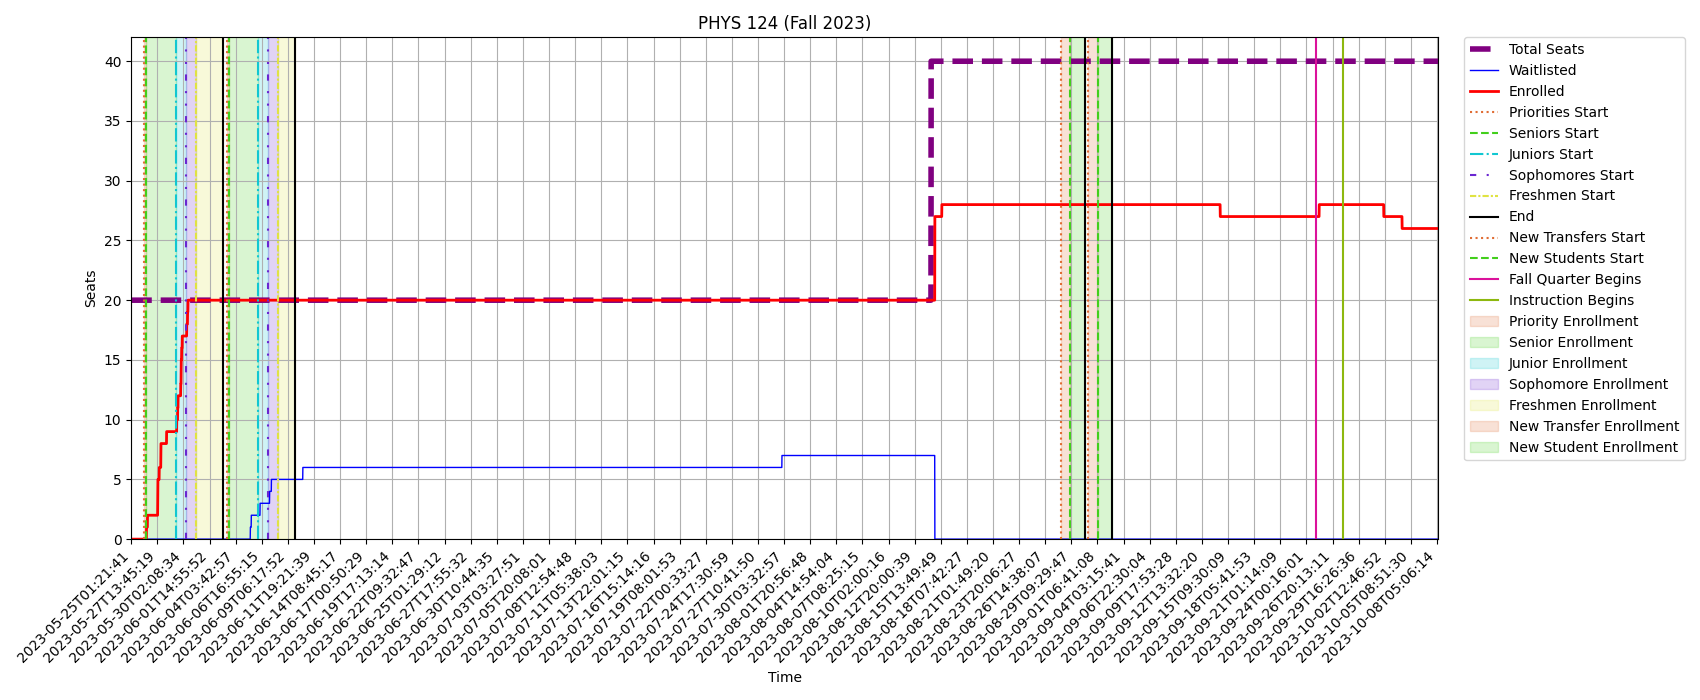 PHYS 124 (Fall 2023)
Seats
40
35
30
25
20
15
10
5
0
2023-05-25T01:21:41
2023-05-27T13:45:19
2023-05-30T02:08:34
2023-06-01T14:55:52
2023-06-04T03:42:57
2023-06-06T16:55:15
2023-06-09T06:17:52
2023-06-11T19:21:39
2023-06-14T08:45:17
2023-06-17T00:50:29
2023-06-19T17:13:14
2023-06-22T09:32:47
2023-06-25T01:29:12
2023-06-27T17:55:32
2023-06-30T10:44:35
2023-07-03T03:27:51
2023-07-05T20:08:01
2023-07-08T12:54:48
2023-07-11T05:38:03
2023-07-13T22:01:15
2023-07-16T15:14:16
2023-07-19T08:01:53
2023-07-22T00:33:27
2023-07-24T17:30:59
2023-07-27T10:41:50
2023-07-30T03:32:57
2023-08-01T20:56:48
2023-08-04T14:54:04
2023-08-07T08:25:15
2023-08-10T02:00:16
2023-08-12T20:00:39
2023-08-15T13:49:49
2023-08-18T07:42:27
2023-08-21T01:49:20
2023-08-23T20:06:27
2023-08-26T14:38:07
2023-08-29T09:29:47
2023-09-01T06:41:08
2023-09-04T03:15:41
2023-09-06T22:30:04
2023-09-09T17:53:28
2023-09-12T13:32:20
2023-09-15T09:30:09
2023-09-18T05:41:53
2023-09-21T01:14:09
2023-09-24T00:16:01
2023-09-26T20:13:11
2023-09-29T16:26:36
2023-10-02T12:46:52
2023-10-05T08:51:30
2023-10-08T05:06:14
Time
Total Seats
Waitlisted
Enrolled
Priorities Start
Seniors Start
Juniors Start
Sophomores Start
Freshmen Start
End
New Transfers Start
New Students Start
Fall Quarter Begins
Instruction Begins
Priority Enrollment
Senior Enrollment
Junior Enrollment
Sophomore Enrollment
Freshmen Enrollment
New Transfer Enrollment
New Student Enrollment